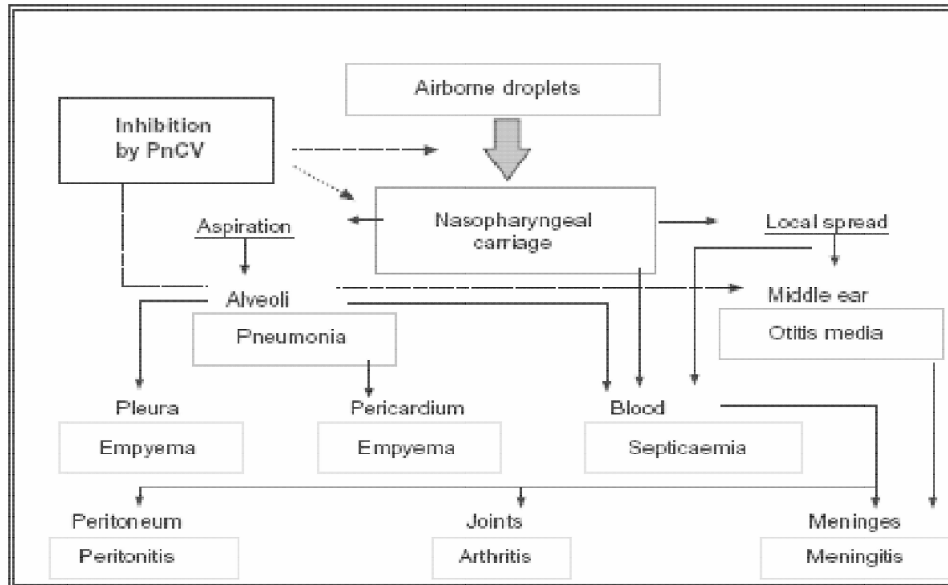 Airborne droplets
Inhibition
by PnCV
Nasopharyngeal
carriage
Aspiration
Local spread
Alveoli
Middle ear
Pneumonia
Otitis media
Pleura
Pericardium
Blood
Empyema
Empyema
Septicaemia
Peritoneum
Joints
Meninges
Peritonitis
Arthritis
Meningitis